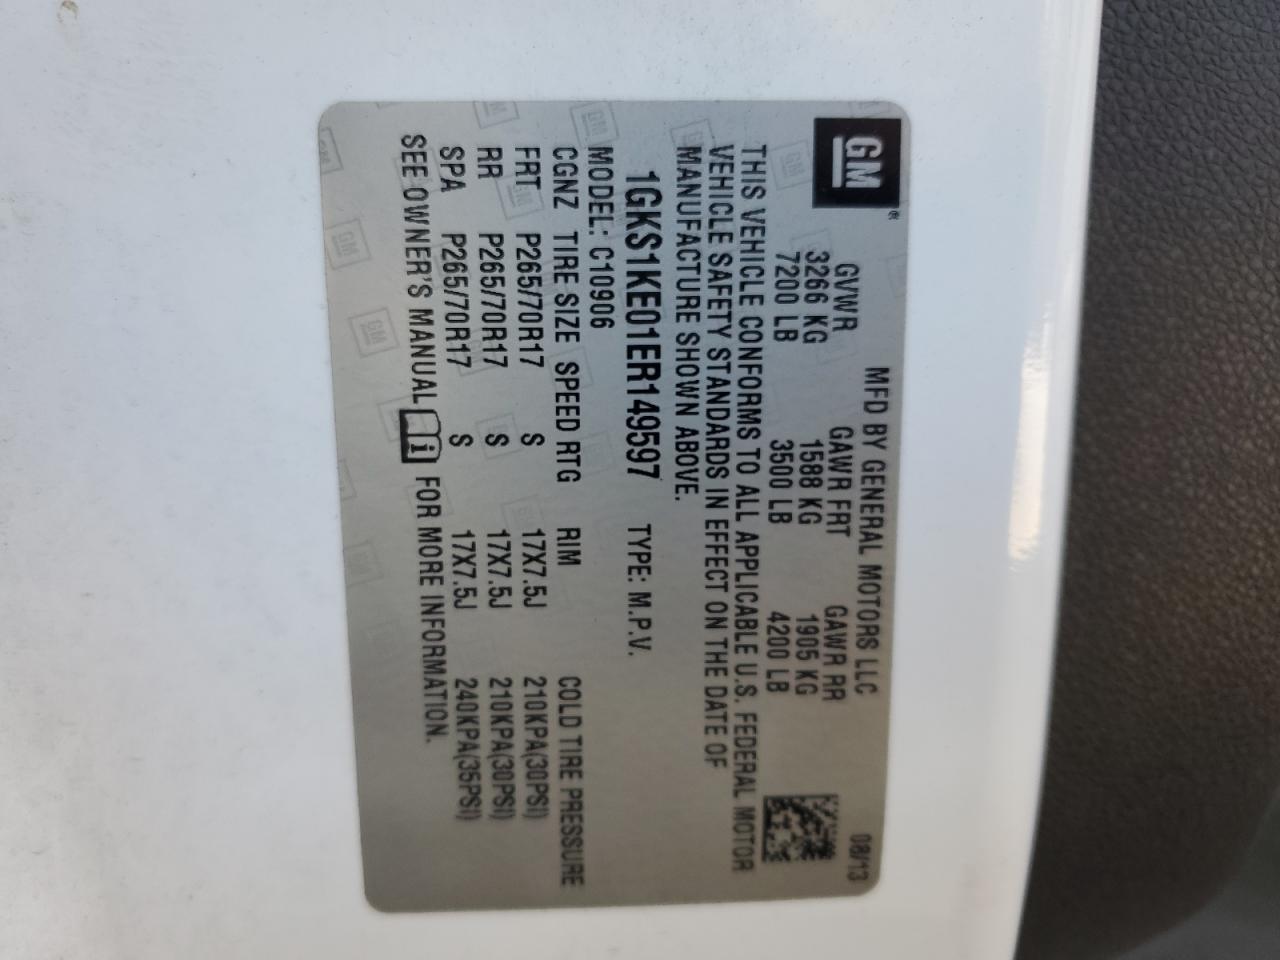 GM
MFD BY GENERAL MOTORS LLC 08/13
GVWR GAWR FRT GAWR RR
3266 KG 1588 KG 1905 KG
7200 LB 3500 LB 4200 LB
THIS VEHICLE CONFORMS TO ALL APPLICABLE U.S. FEDERAL MOTOR
VEHICLE SAFETY STANDARDS IN EFFECT ON THE DATE OF
MANUFACTURE SHOWN ABOVE.
1GKS1KE01ER149597 TYPE: M.P.V.
MODEL: C10906
CGNZ TIRE SIZE SPEED RTG RIM COLD TIRE PRESSURE
FRT P265/70R17 S 17X7.5J 210KPA(30PSI)
RR P265/70R17 S 17X7.5J 210KPA(30PSI)
SPA P265/70R17 S 17X7.5J 240KPA(35PSI)
SEE OWNER'S MANUAL i FOR MORE INFORMATION.